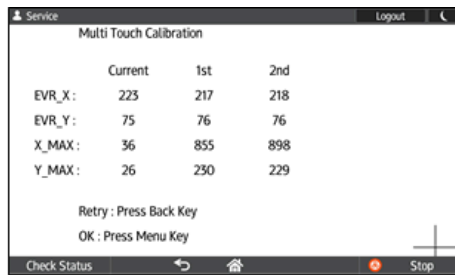 Service Logout
Multi Touch Calibration
Current 1st 2nd
EVR_X : 223 217 218
EVR_Y : 75 76 76
X_MAX : 36 855 898
Y_MAX : 26 230 229
Retry : Press Back Key
OK : Press Menu Key
Check Status Stop